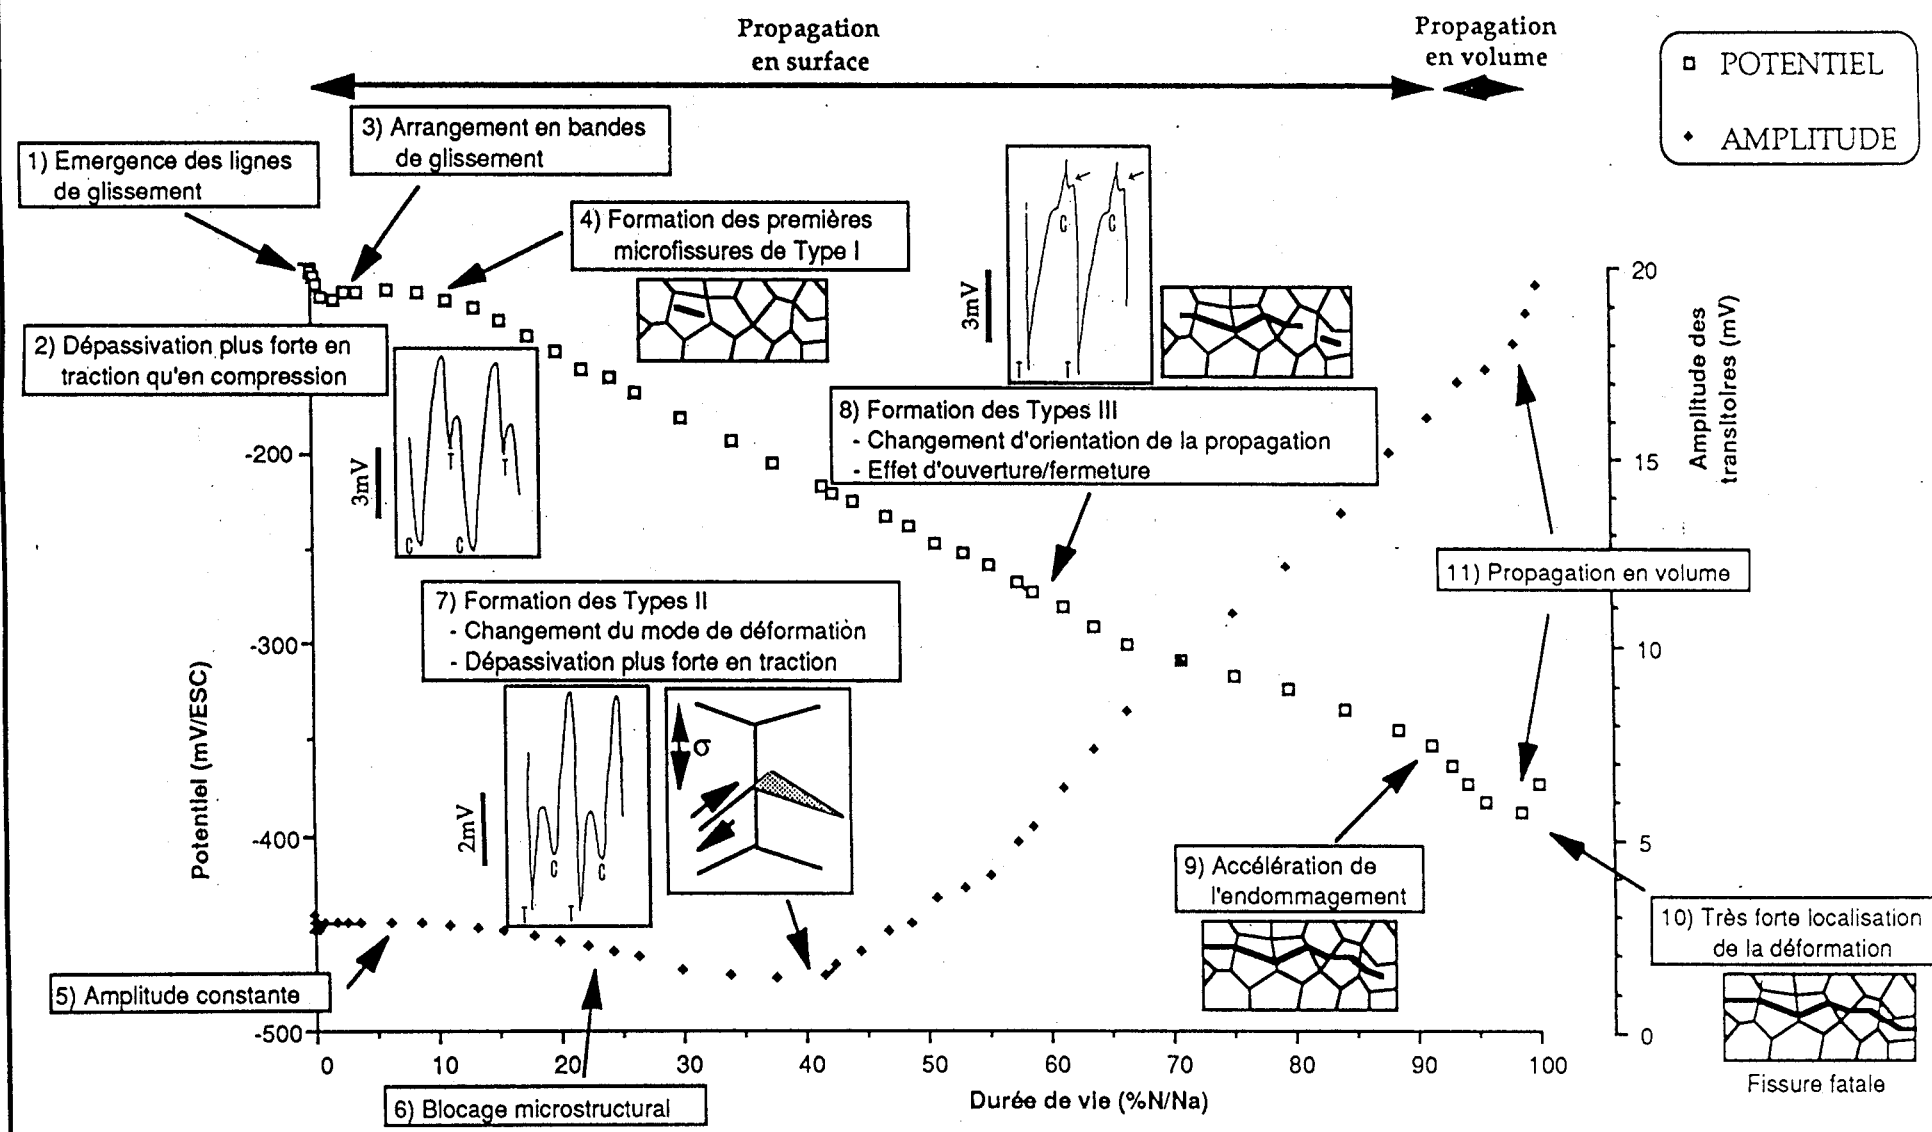 Propagation
en surface
Propagation
en volume
POTENTIEL
AMPLITUDE
1) Emergence des lignes
de glissement
3) Arrangement en bandes
de glissement
4) Formation des premières
microfissures de Type I
2) Dépassivation plus forte en
traction qu'en compression
3mV
C
C
T
T
3mV
C
C
T
T
8) Formation des Types III
- Changement d'orientation de la propagation
- Effet d'ouverture/fermeture
7) Formation des Types II
- Changement du mode de déformation
- Dépassivation plus forte en traction
2mV
C
C
T
T
σ
11) Propagation en volume
9) Accélération de
l'endommagement
10) Très forte localisation
de la déformation
Fissure fatale
5) Amplitude constante
6) Blocage microstructural
Potentiel (mV/ESC)
-200
-300
-400
-500
0
10
20
30
40
50
60
70
80
90
100
Durée de vie (%N/Na)
Amplitude des
transitoires (mV)
20
15
10
5
0